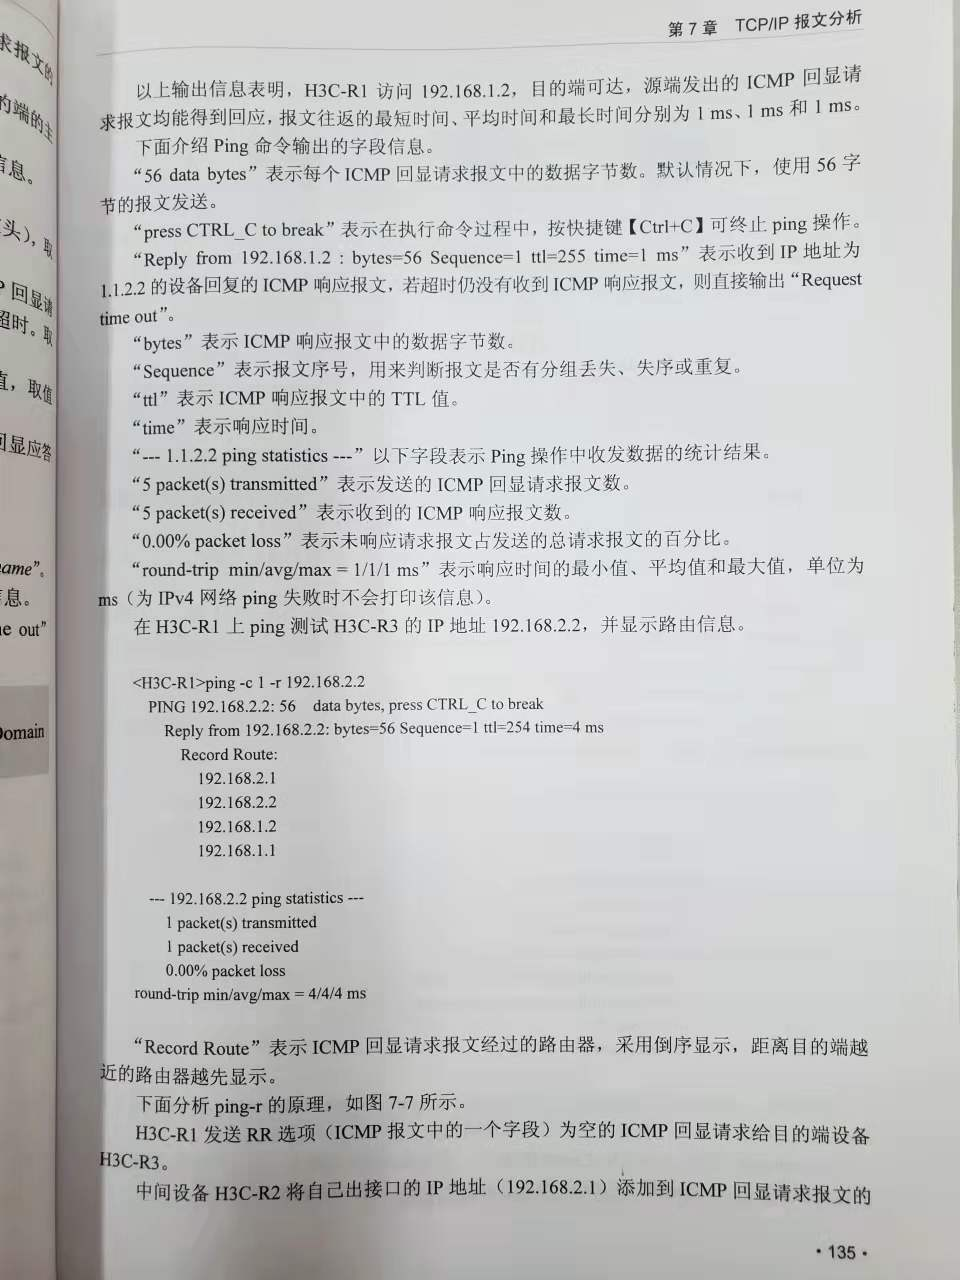 求报文的
的端的主
信息。
头），取
P 回显请
超时。取
值，取值
回显应答
ame”。
信息。
ne out”
Domain
第 7 章 TCP/IP 报文分析
以上输出信息表明，H3C-R1 访问 192.168.1.2，目的端可达，源端发出的 ICMP 回显请
求报文均能得到回应，报文往返的最短时间、平均时间和最长时间分别为 1 ms、1 ms 和 1 ms。
下面介绍 Ping 命令输出的字段信息。
“56 data bytes”表示每个 ICMP 回显请求报文中的数据字节数。默认情况下，使用 56 字
节的报文发送。
“press CTRL_C to break”表示在执行命令过程中，按快捷键【Ctrl+C】可终止 ping 操作。
“Reply from 192.168.1.2 : bytes=56 Sequence=1 ttl=255 time=1 ms”表示收到 IP 地址为
1.1.2.2 的设备回复的 ICMP 响应报文，若超时仍没有收到 ICMP 响应报文，则直接输出“Request
time out”。
“bytes”表示 ICMP 响应报文中的数据字节数。
“Sequence”表示报文序号，用来判断报文是否有分组丢失、失序或重复。
“ttl”表示 ICMP 响应报文中的 TTL 值。
“time”表示响应时间。
“--- 1.1.2.2 ping statistics ---”以下字段表示 Ping 操作中收发数据的统计结果。
“5 packet(s) transmitted”表示发送的 ICMP 回显请求报文数。
“5 packet(s) received”表示收到的 ICMP 响应报文数。
“0.00% packet loss”表示未响应请求报文占发送的总请求报文的百分比。
“round-trip min/avg/max = 1/1/1 ms”表示响应时间的最小值、平均值和最大值，单位为
ms（为 IPv4 网络 ping 失败时不会打印该信息）。
在 H3C-R1 上 ping 测试 H3C-R3 的 IP 地址 192.168.2.2，并显示路由信息。
<H3C-R1>ping -c 1 -r 192.168.2.2
PING 192.168.2.2: 56 data bytes, press CTRL_C to break
Reply from 192.168.2.2: bytes=56 Sequence=1 ttl=254 time=4 ms
Record Route:
192.168.2.1
192.168.2.2
192.168.1.2
192.168.1.1
--- 192.168.2.2 ping statistics ---
1 packet(s) transmitted
1 packet(s) received
0.00% packet loss
round-trip min/avg/max = 4/4/4 ms
“Record Route”表示 ICMP 回显请求报文经过的路由器，采用倒序显示，距离目的端越
近的路由器越先显示。
下面分析 ping-r 的原理，如图 7-7 所示。
H3C-R1 发送 RR 选项（ICMP 报文中的一个字段）为空的 ICMP 回显请求给目的端设备
H3C-R3。
中间设备 H3C-R2 将自己出接口的 IP 地址（192.168.2.1）添加到 ICMP 回显请求报文的
· 135 ·